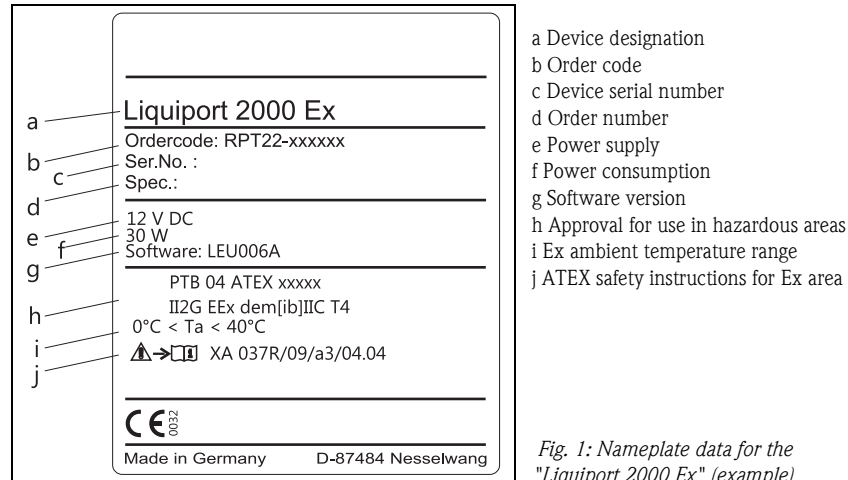 a
b
c
d
e
f
g
h
i
j
Liquiport 2000 Ex
Ordercode: RPT22-xxxxxx
Ser.No. :
Spec.:
12 V DC
30 W
Software: LEU006A
PTB 04 ATEX xxxxx
II2G EEx dem[ib]IIC T4
0°C < Ta < 40°C
XA 037R/09/a3/04.04
CE 0032
Made in Germany D-87484 Nesselwang
a Device designation
b Order code
c Device serial number
d Order number
e Power supply
f Power consumption
g Software version
h Approval for use in hazardous areas
i Ex ambient temperature range
j ATEX safety instructions for Ex area
Fig. 1: Nameplate data for the
"Liquiport 2000 Ex" (example)